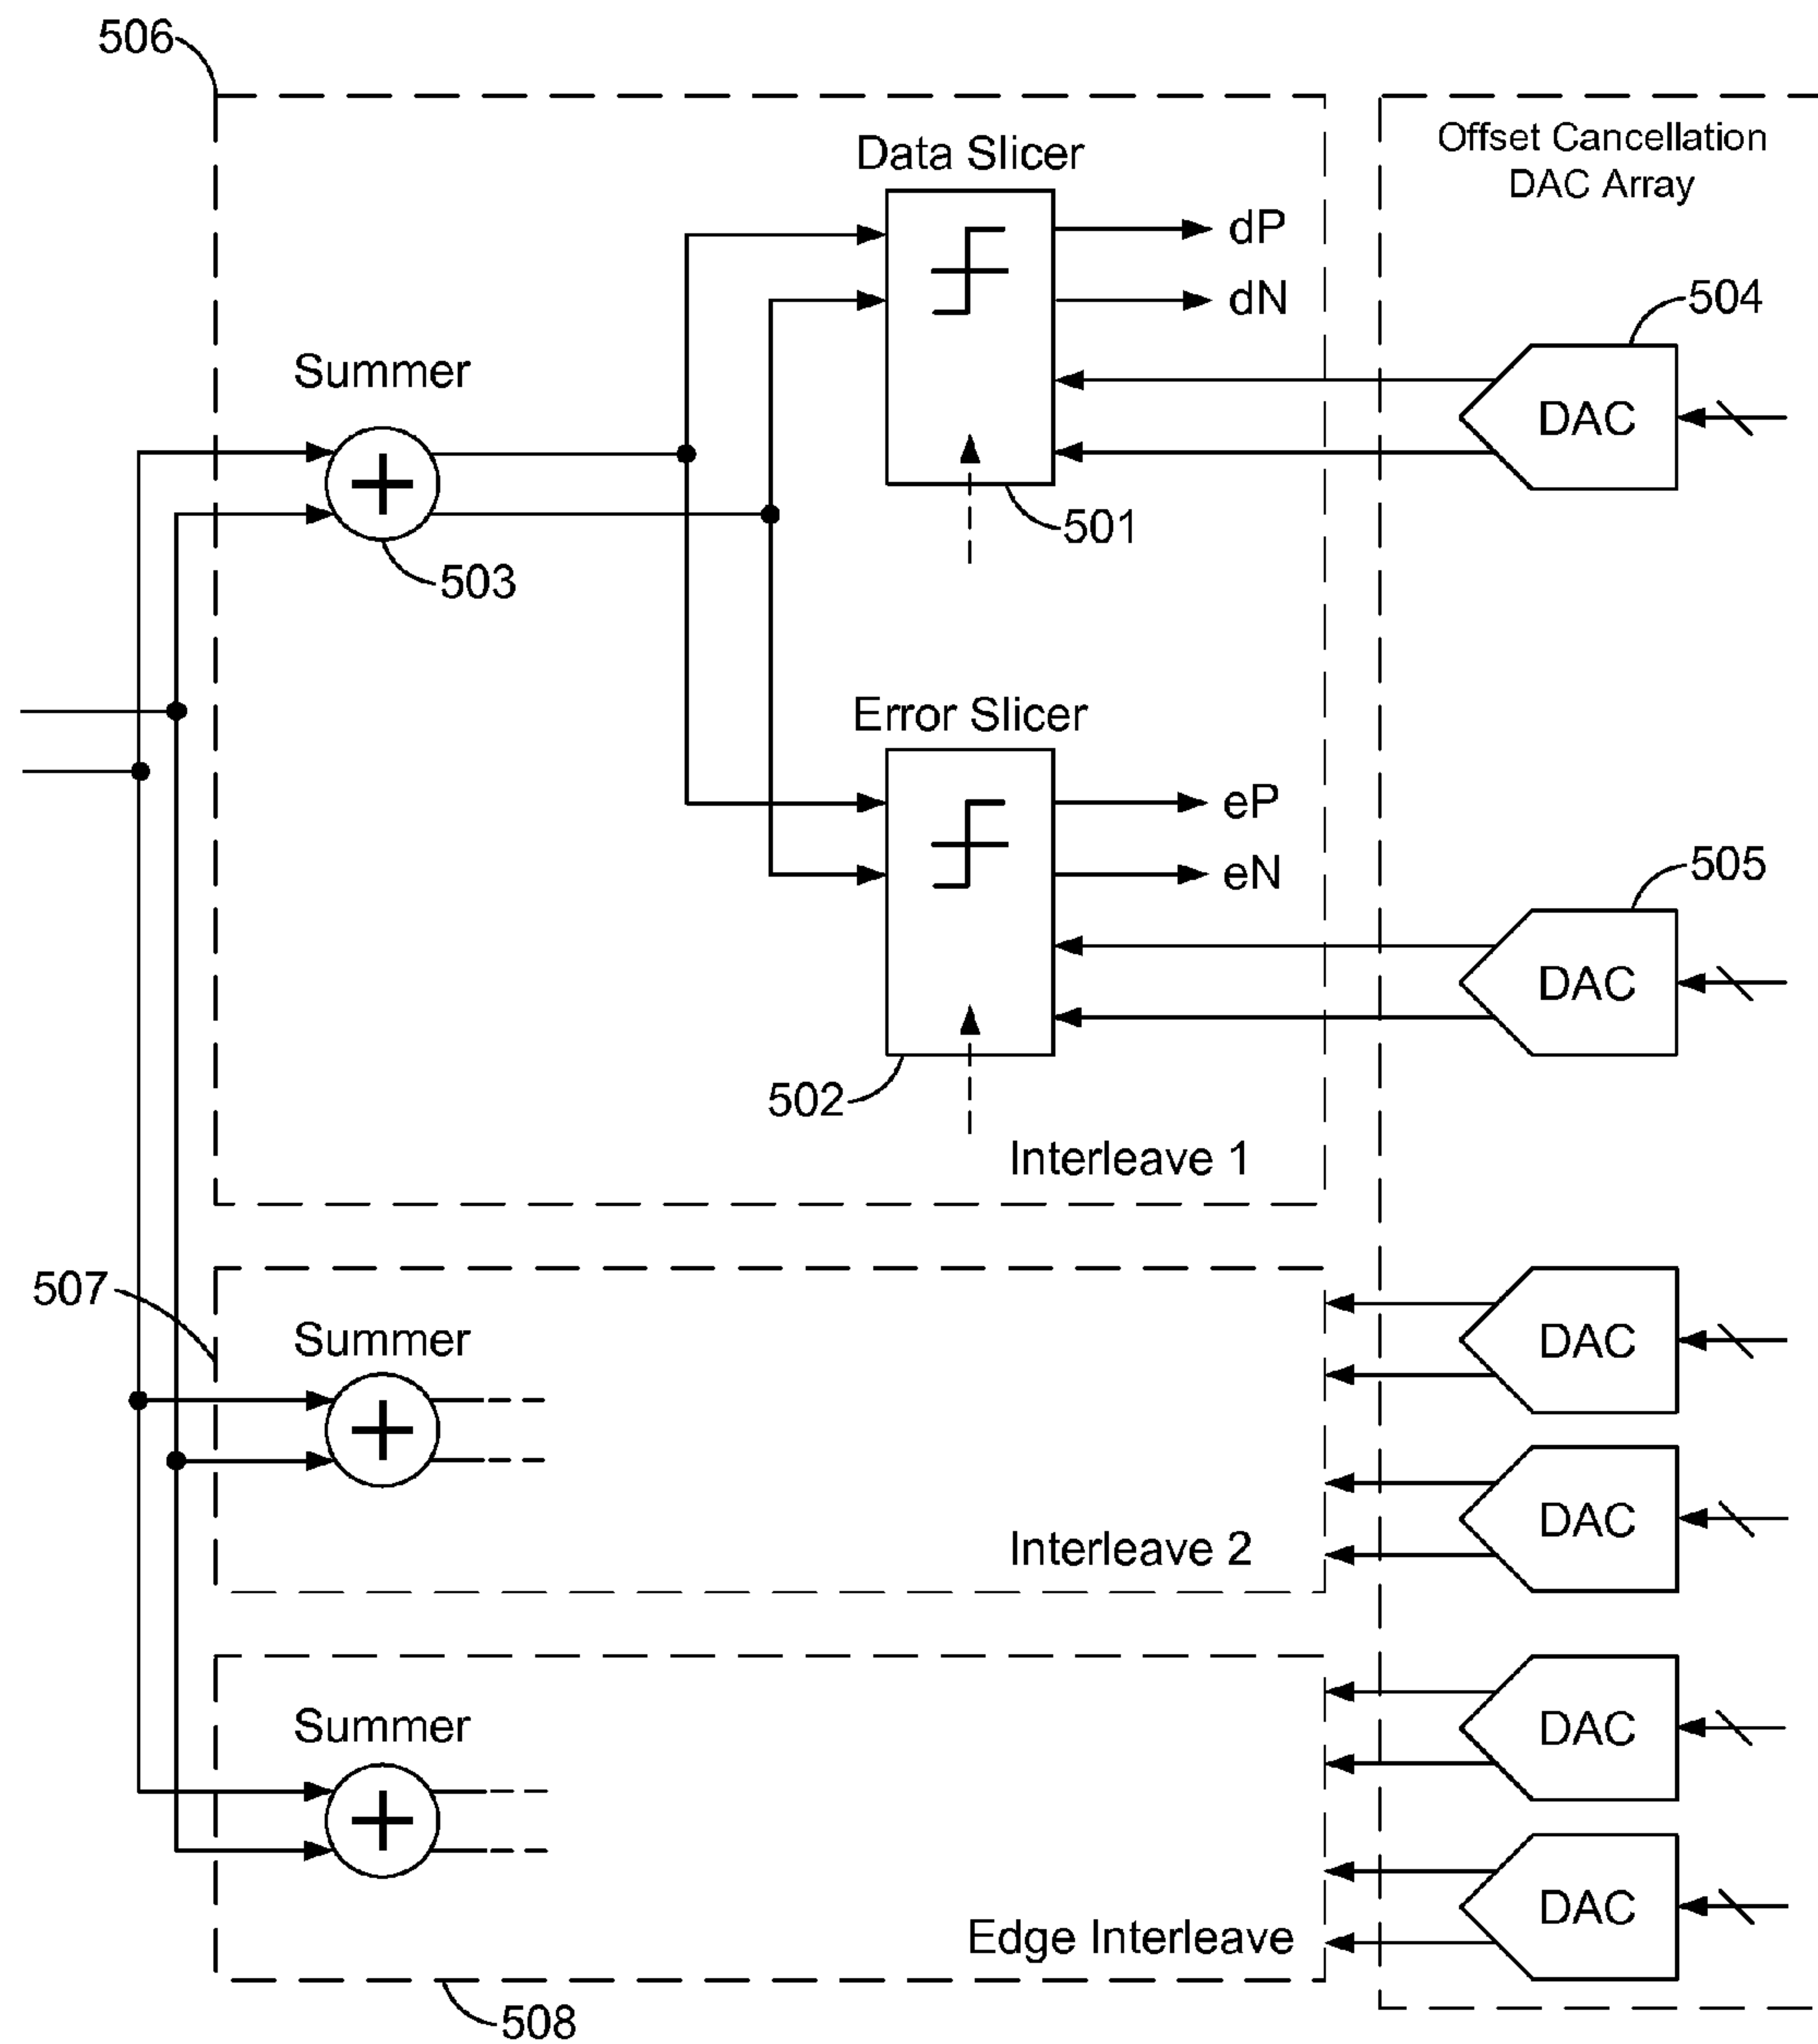 506
Offset Cancellation
DAC Array
Data Slicer
dP
dN
504
DAC
Summer
501
503
Error Slicer
eP
eN
505
DAC
502
Interleave 1
507
Summer
DAC
DAC
Interleave 2
Summer
DAC
DAC
Edge Interleave
508